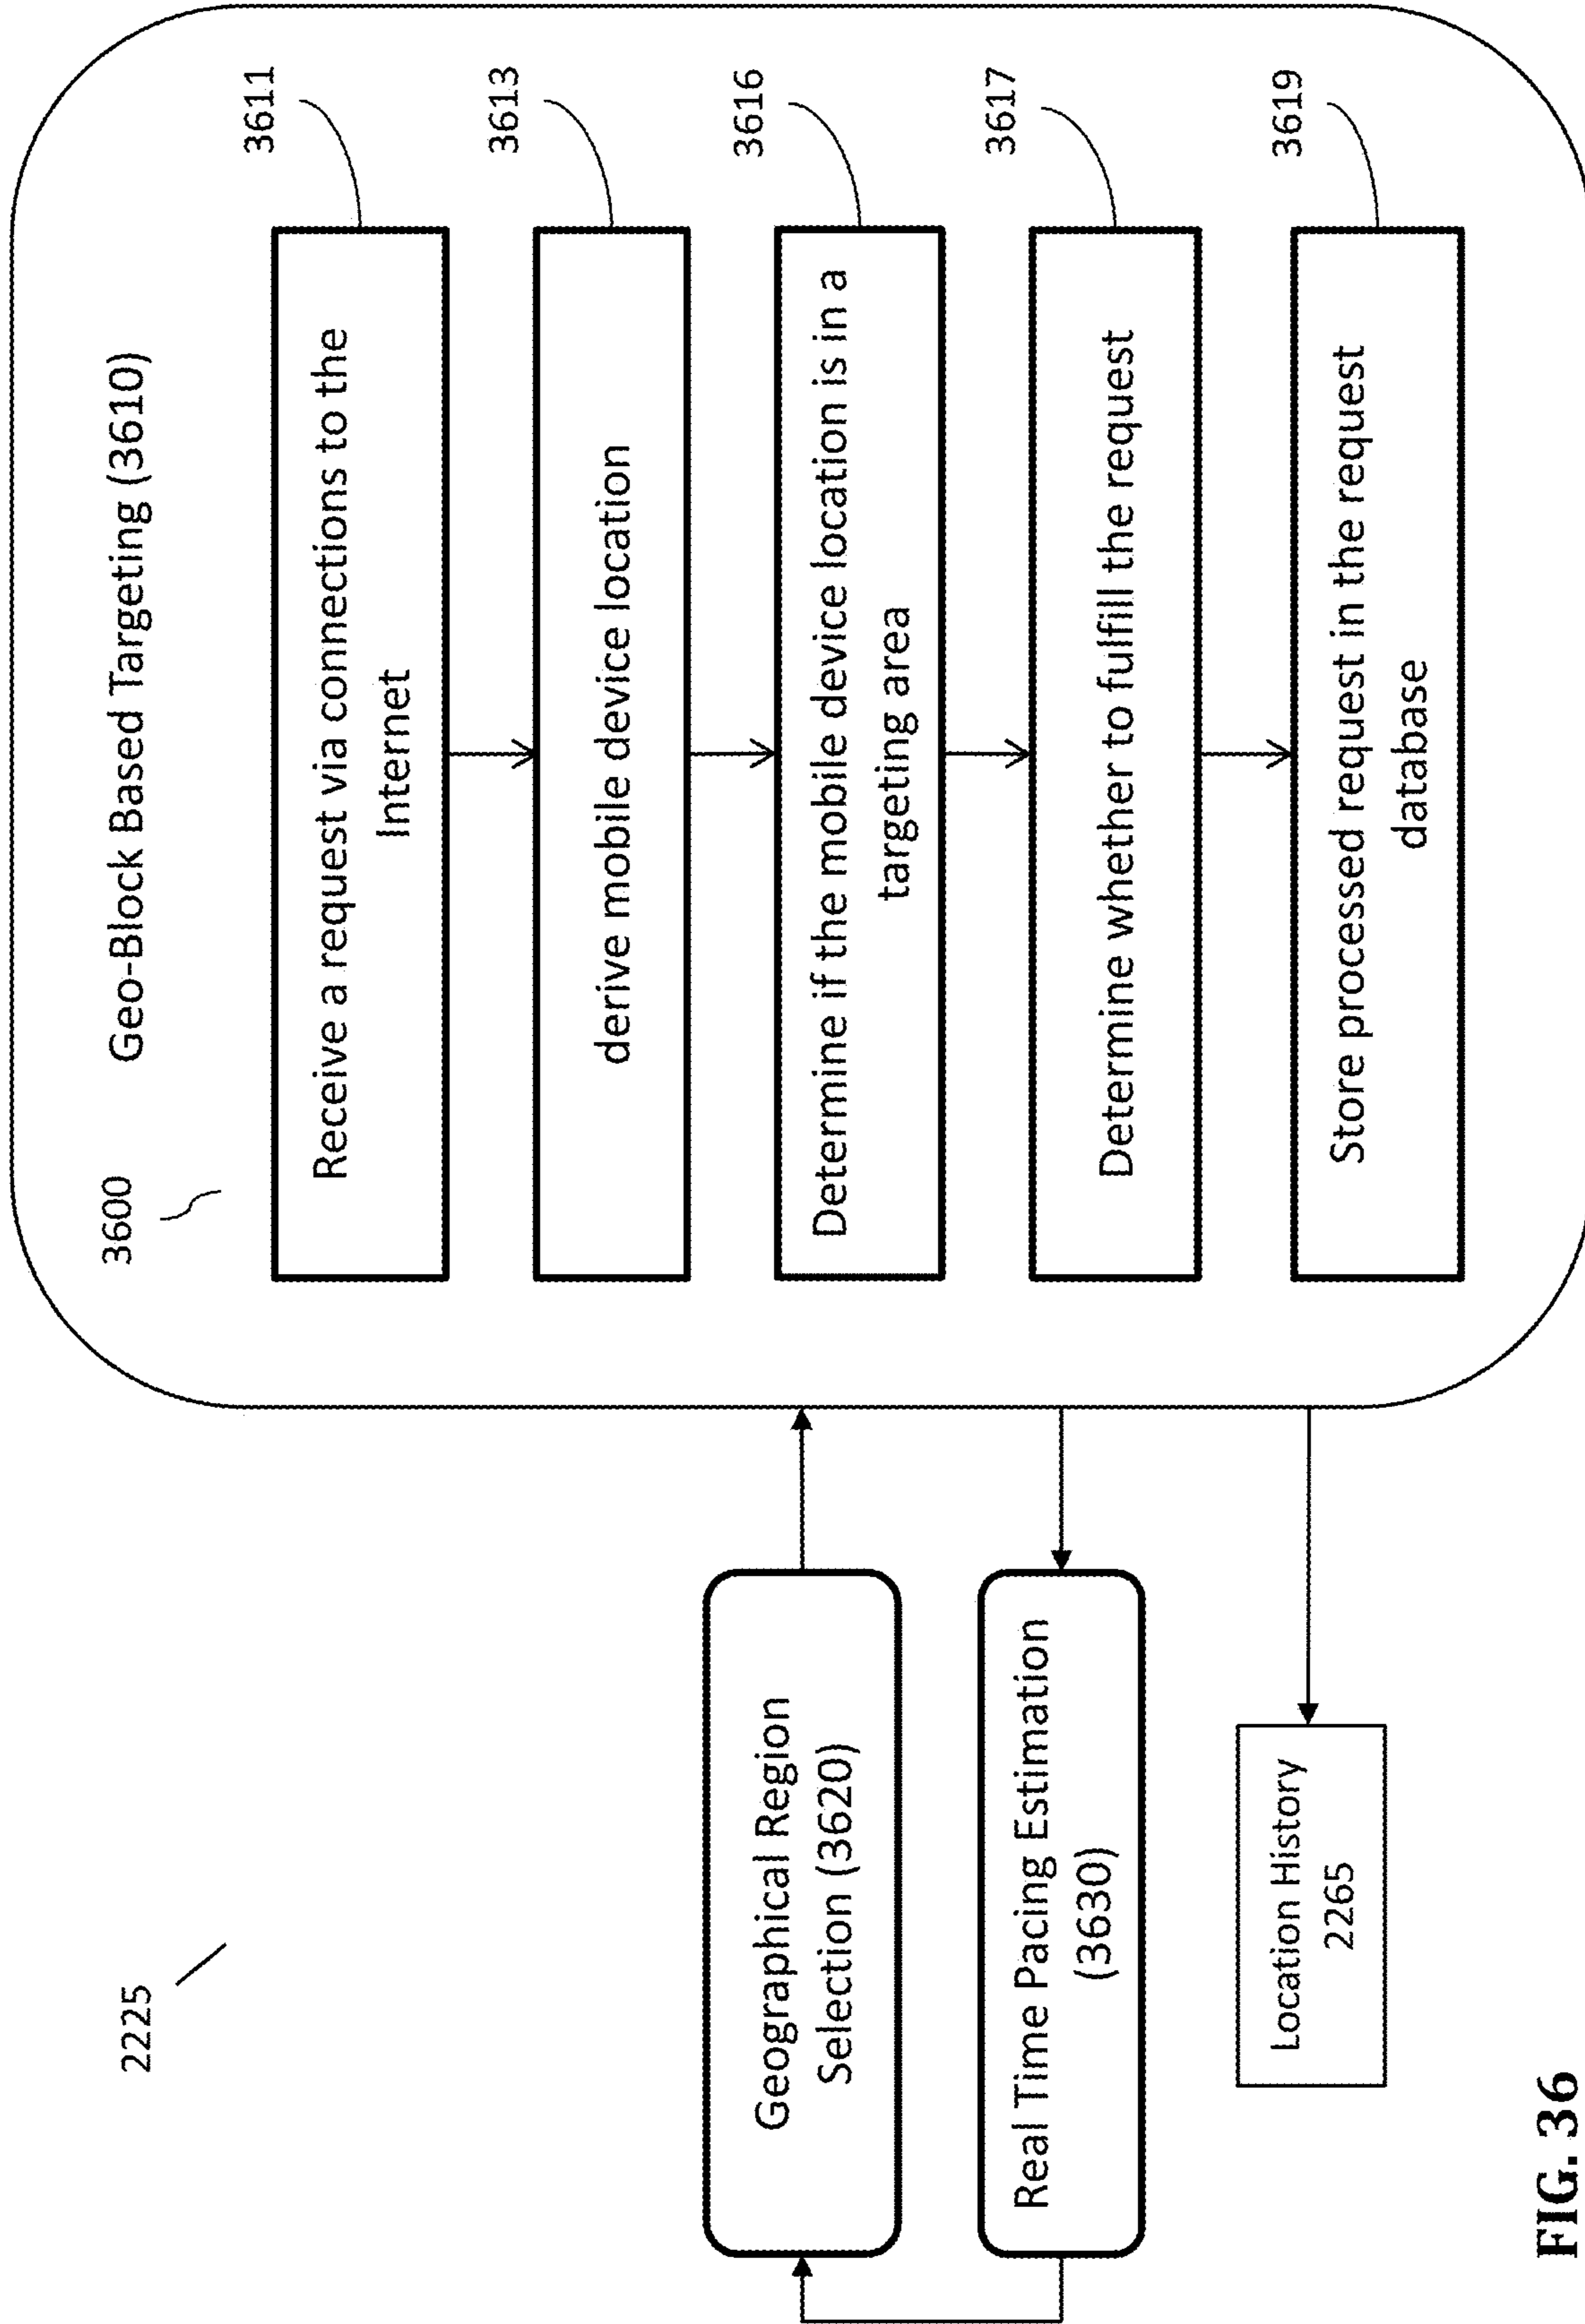 2225
3600
Geo-Block Based Targeting (3610)
Receive a request via connections to the
Internet
3611
derive mobile device location
3613
Determine if the mobile device location is in a
targeting area
3616
Determine whether to fulfill the request
3617
Store processed request in the request
database
3619
Geographical Region
Selection (3620)
Real Time Pacing Estimation
(3630)
Location History
2265
FIG. 36